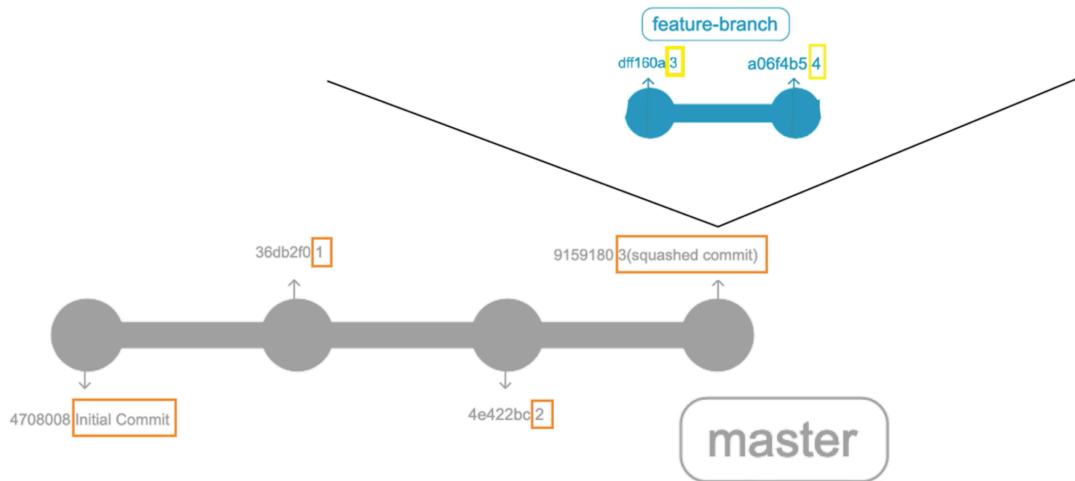 feature-branch
dff160a 3
a06f4b5 4
36db2f0 1
9159180 3(squashed commit)
4708008 Initial Commit
4e422bc 2
master